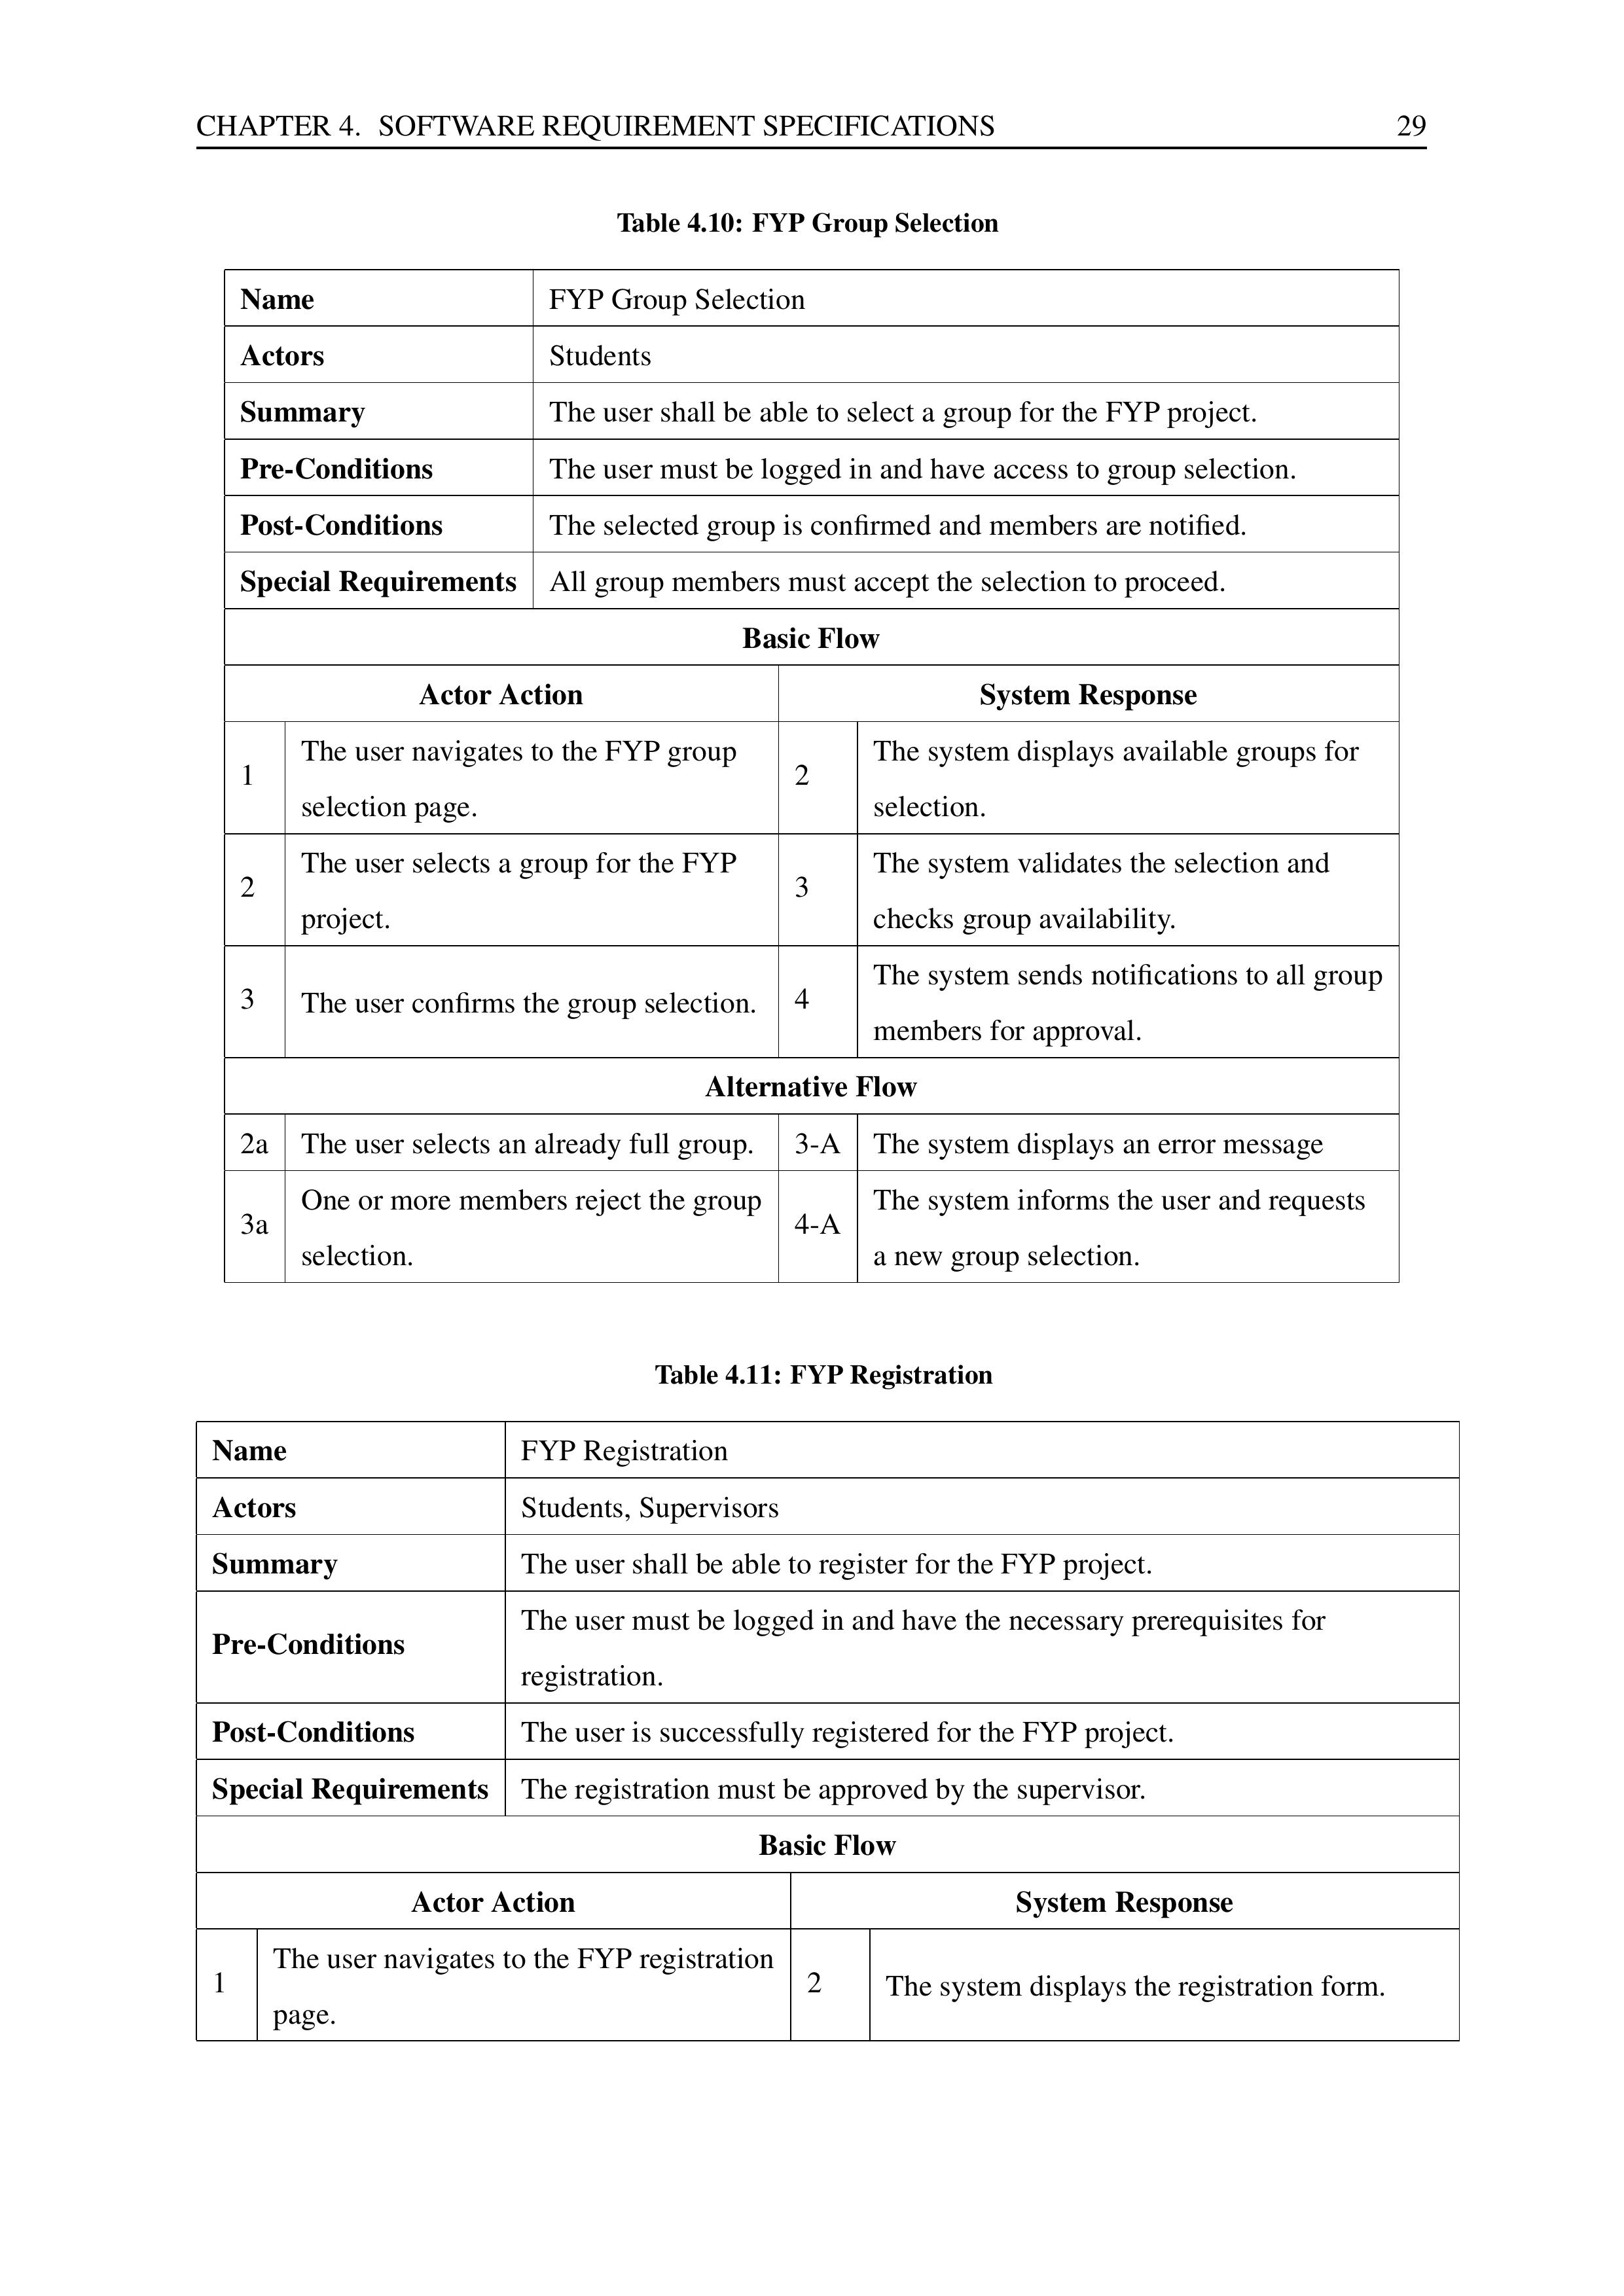 CHAPTER 4. SOFTWARE REQUIREMENT SPECIFICATIONS 29
Table 4.10: FYP Group Selection
Name FYP Group Selection
Actors Students
Summary The user shall be able to select a group for the FYP project.
Pre-Conditions The user must be logged in and have access to group selection.
Post-Conditions The selected group is confirmed and members are notified.
Special Requirements All group members must accept the selection to proceed.
Basic Flow
Actor Action System Response
1 The user navigates to the FYP group
selection page.
2 The system displays available groups for
selection.
2 The user selects a group for the FYP
project.
3 The system validates the selection and
checks group availability.
3 The user confirms the group selection.
4 The system sends notifications to all group
members for approval.
Alternative Flow
2a The user selects an already full group. 3-A The system displays an error message
3a One or more members reject the group
selection.
4-A The system informs the user and requests
a new group selection.
Table 4.11: FYP Registration
Name FYP Registration
Actors Students, Supervisors
Summary The user shall be able to register for the FYP project.
Pre-Conditions The user must be logged in and have the necessary prerequisites for
registration.
Post-Conditions The user is successfully registered for the FYP project.
Special Requirements The registration must be approved by the supervisor.
Basic Flow
Actor Action System Response
1 The user navigates to the FYP registration
page.
2 The system displays the registration form.